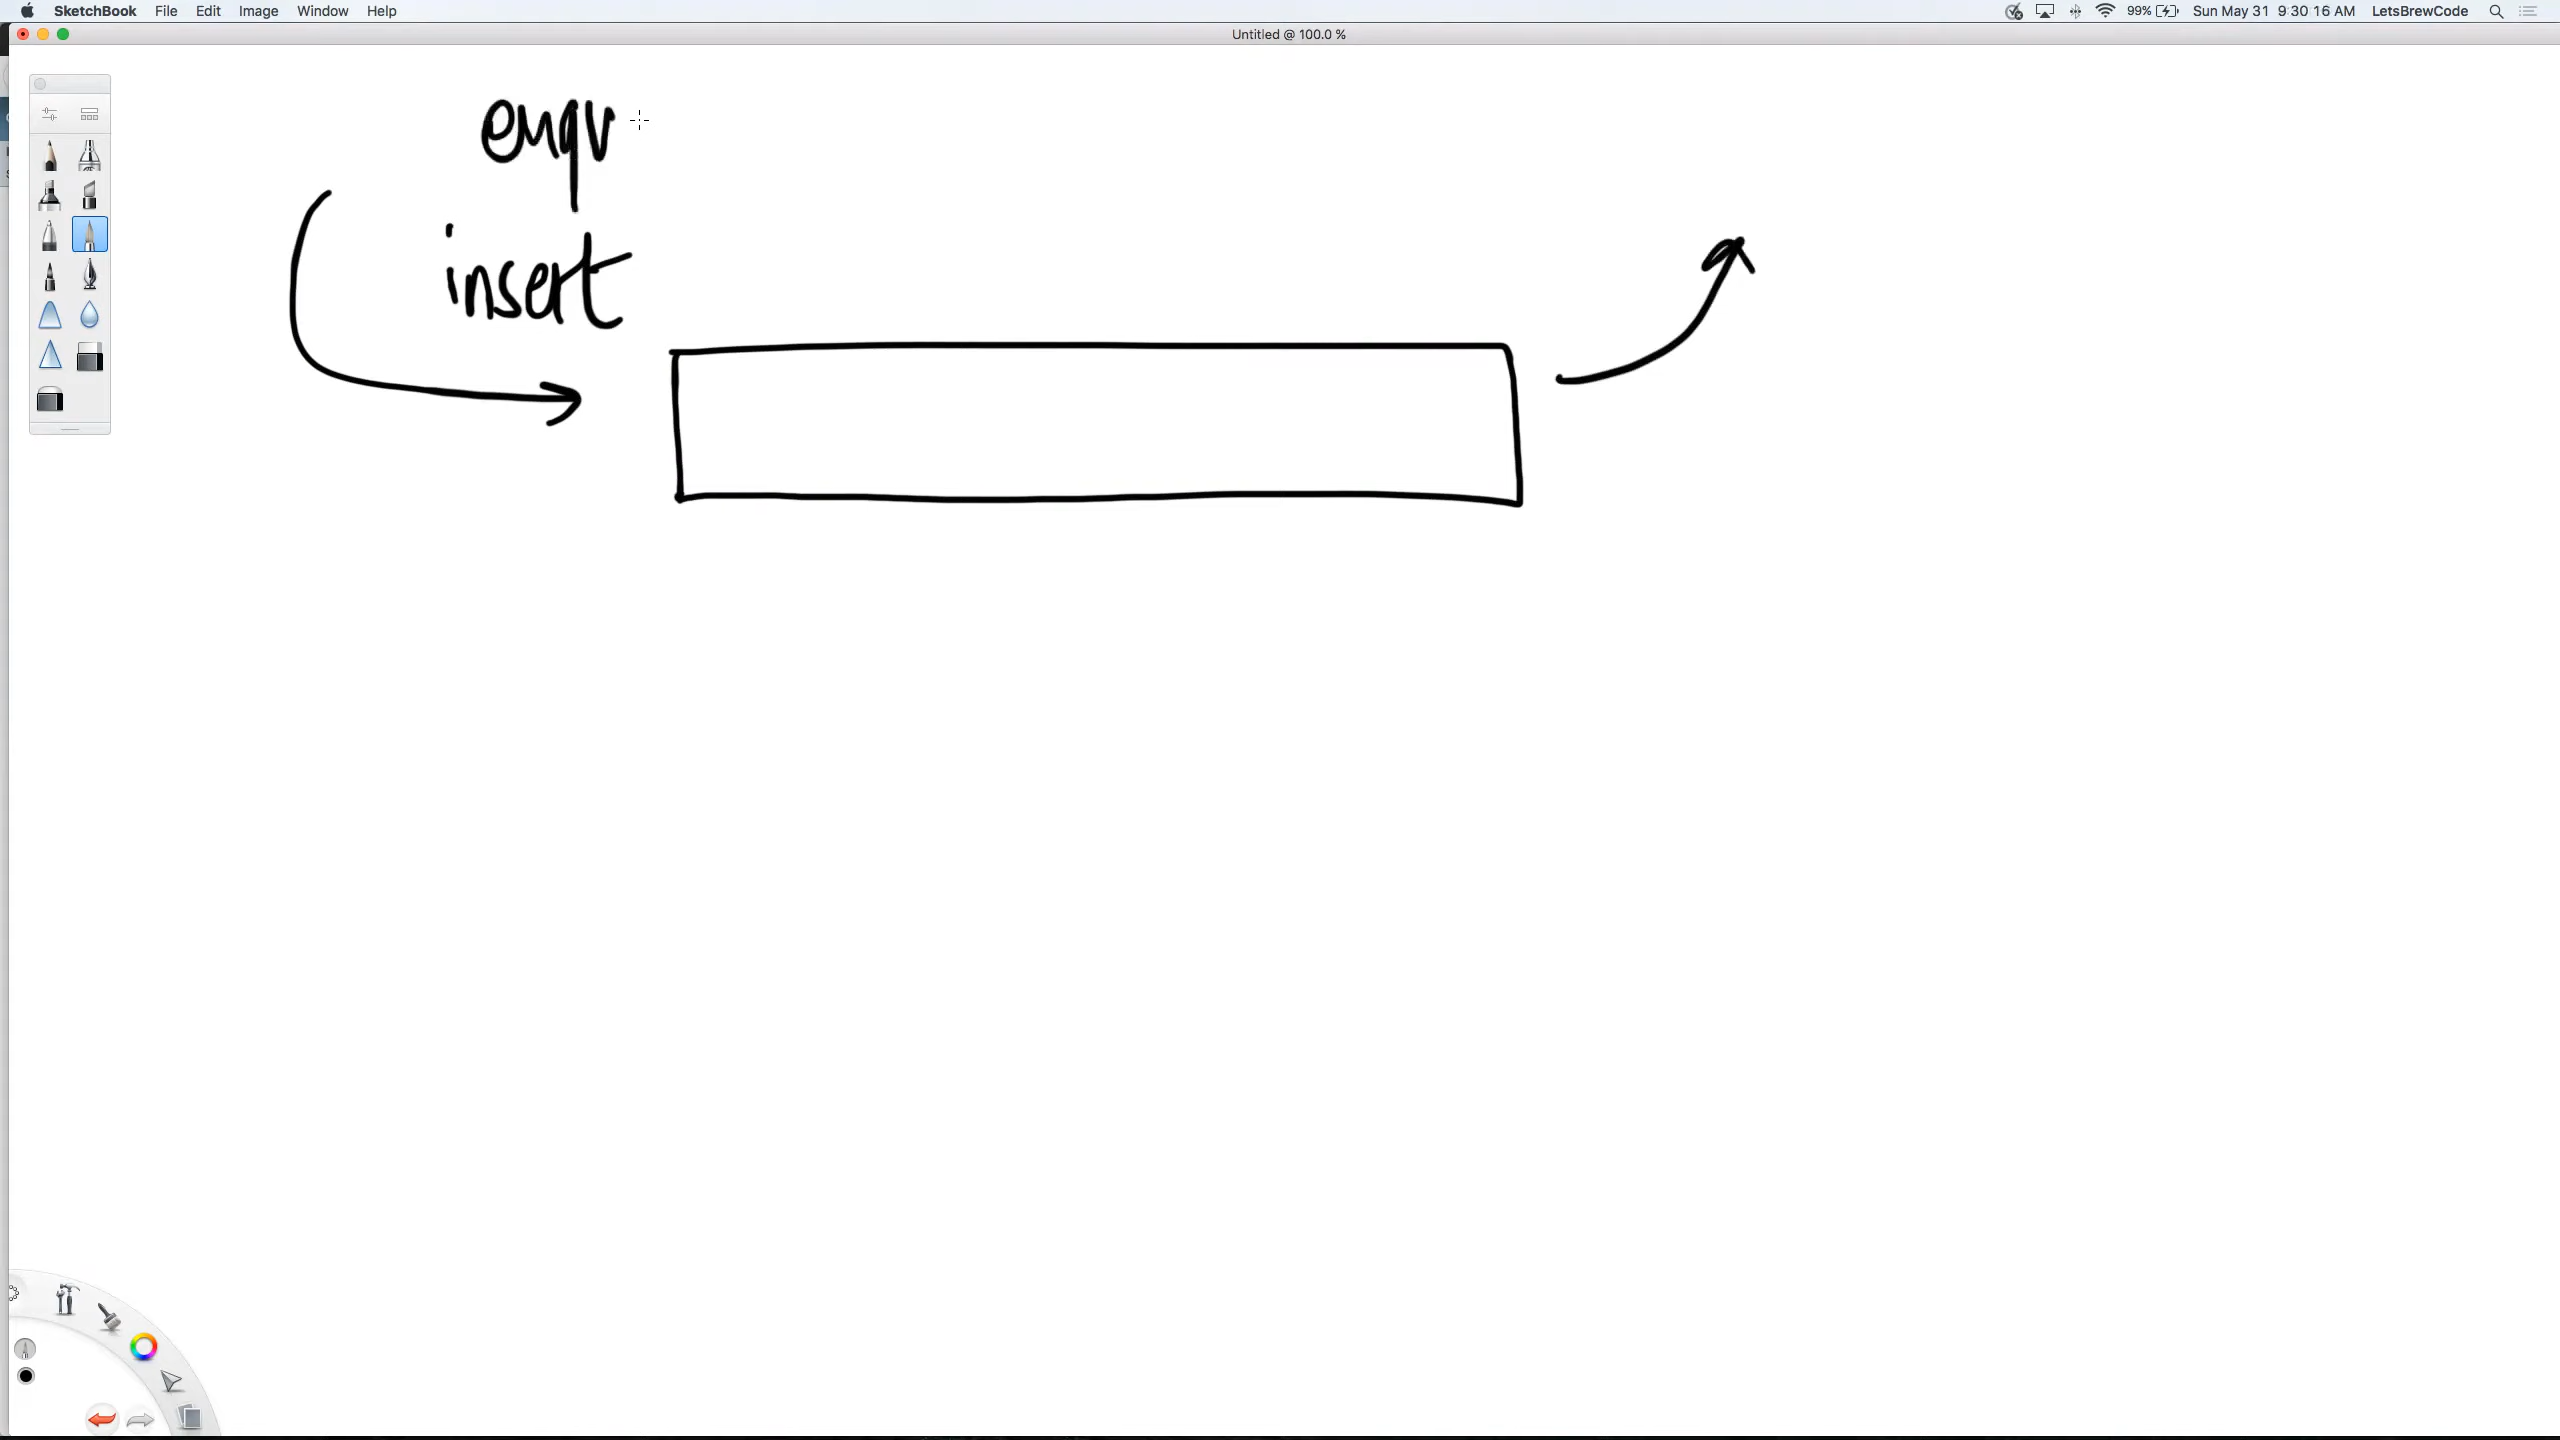 SketchBook File Edit Image Window Help 99% Sun May 31 9:30 16 AM LetsBrewCode
Untitled @ 100.0 %
enqu
insert